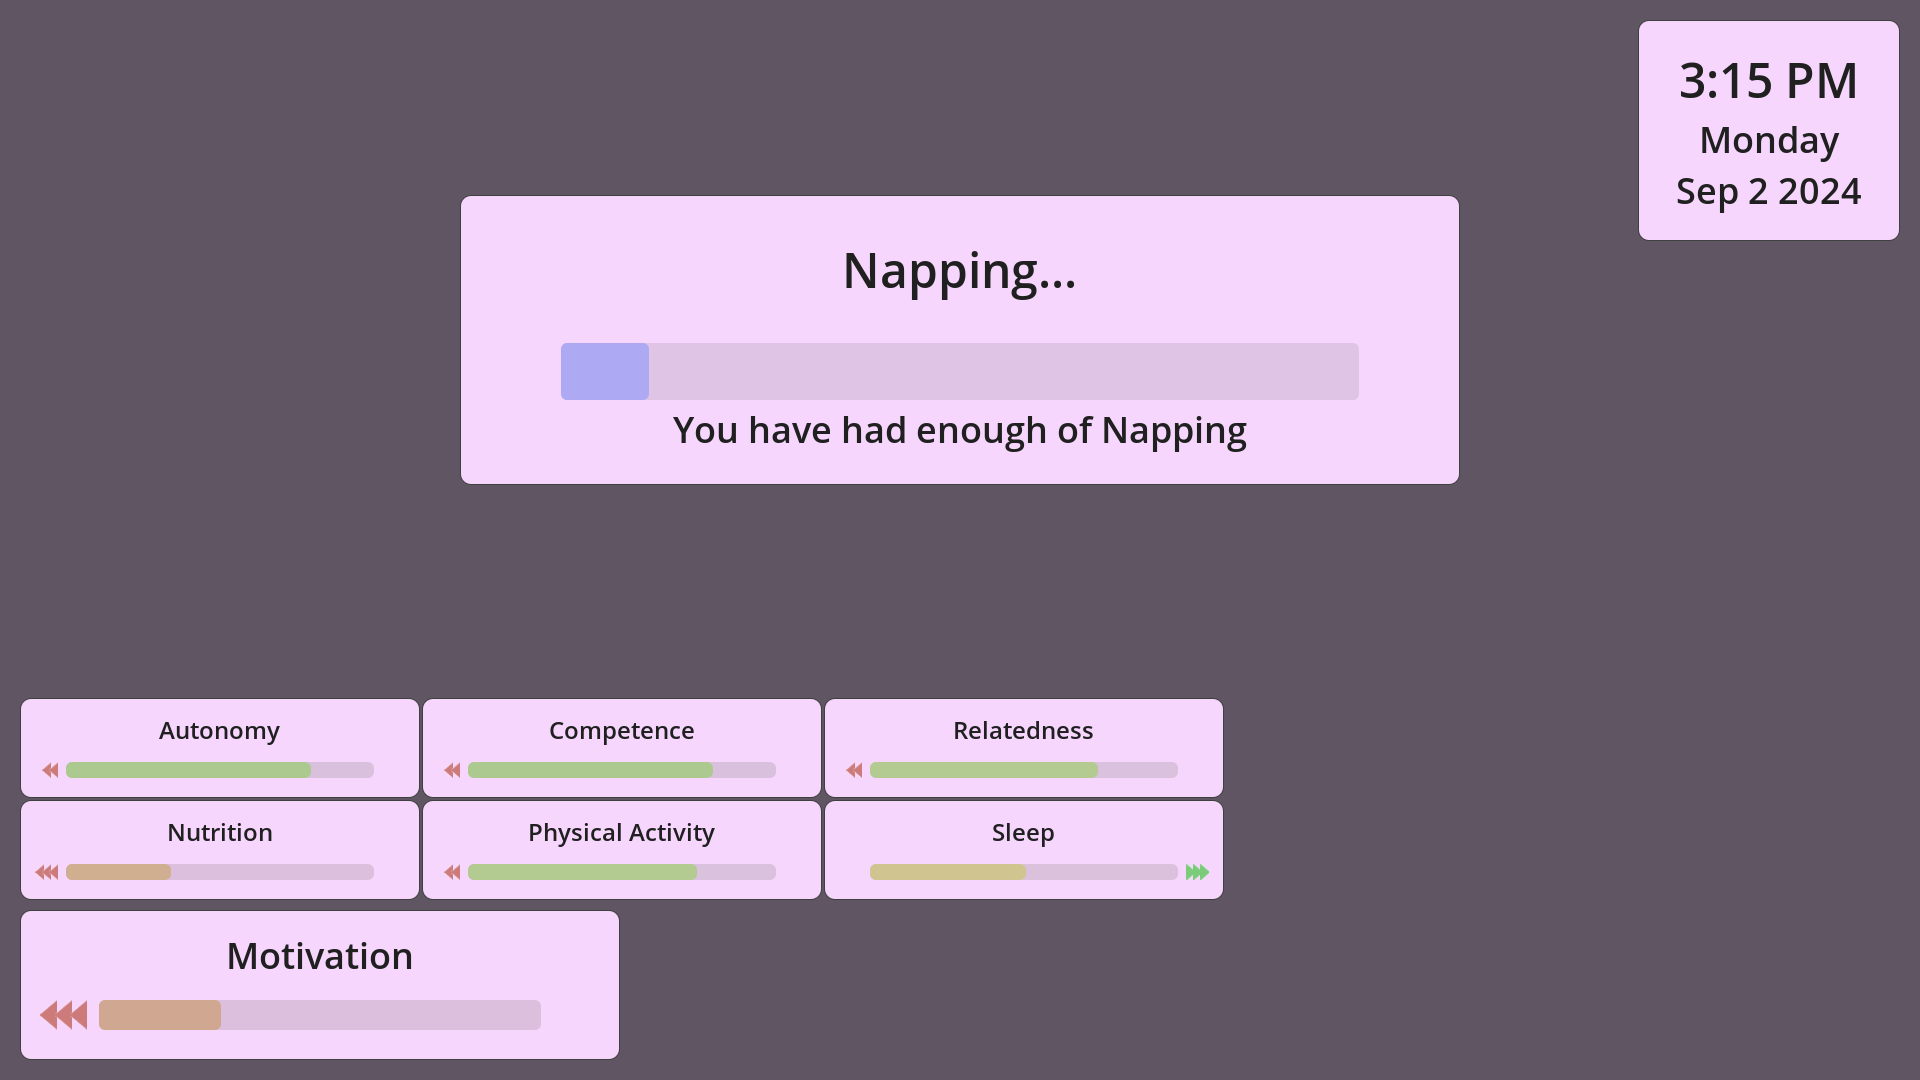 3:15 PM
Monday
Sep 2 2024
Napping...
You have had enough of Napping
Autonomy
Competence
Relatedness
Nutrition
Physical Activity
Sleep
Motivation